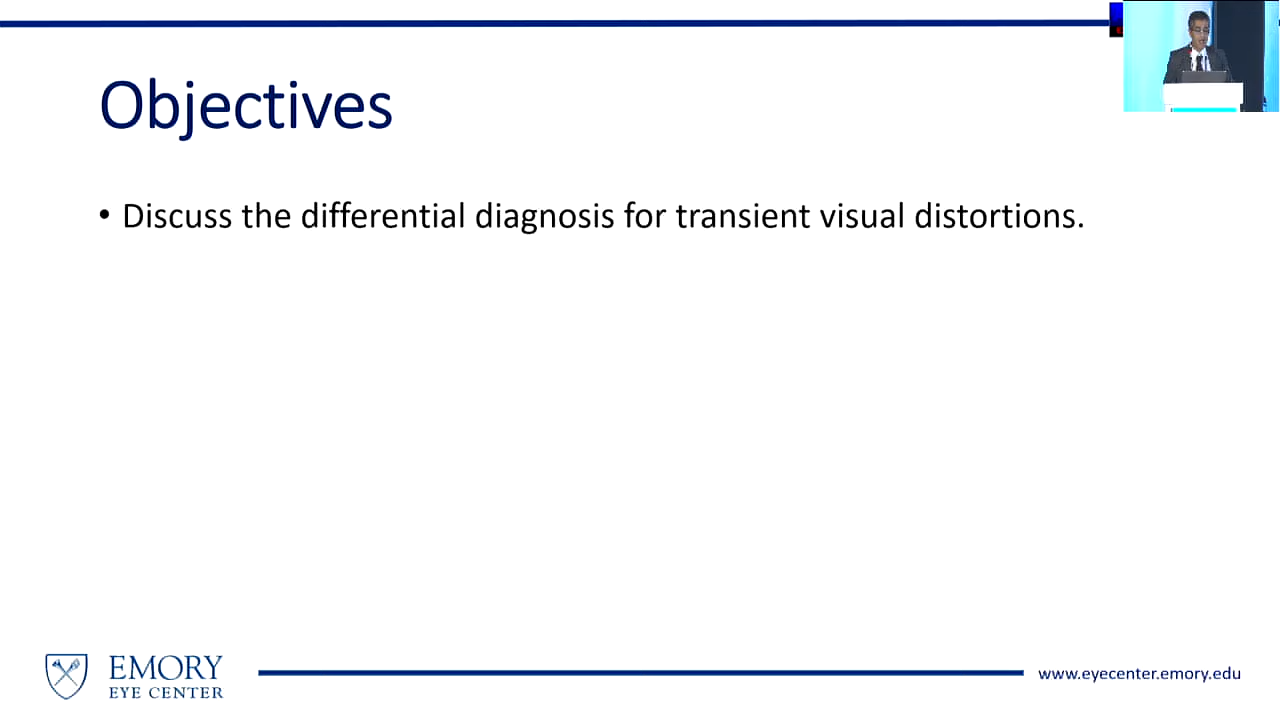 Objectives
• Discuss the differential diagnosis for transient visual distortions.
EMORY
EYE CENTER
www.eyecenter.emory.edu